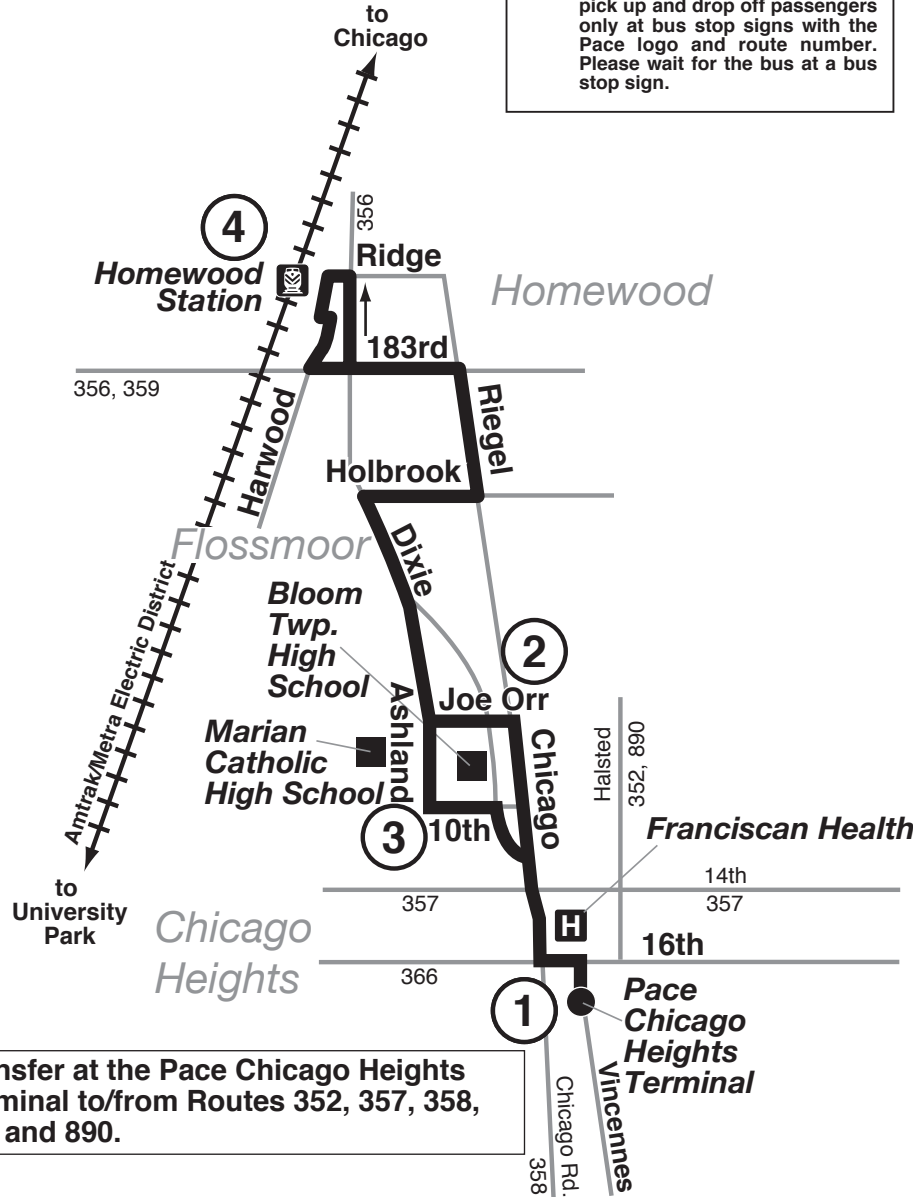 pick up and drop off passengers
only at bus stop signs with the
Pace logo and route number.
Please wait for the bus at a bus
stop sign.
to
Chicago
4
356
Homewood
Station
Ridge
Homewood
183rd
356, 359
Harwood
Riegel
Holbrook
Flossmoor
Dixie
Amtrak/Metra Electric District
Bloom
Twp.
High
School
2
Joe Orr
Ashland
Marian
Catholic
High School
Chicago
Halsted
352, 890
3
10th
Franciscan Health
to
University
Park
14th
357
357
Chicago
Heights
H
16th
366
1
Pace
Chicago
Heights
Terminal
Vincennes
Chicago Rd.
358
nsfer at the Pace Chicago Heights
minal to/from Routes 352, 357, 358,
and 890.